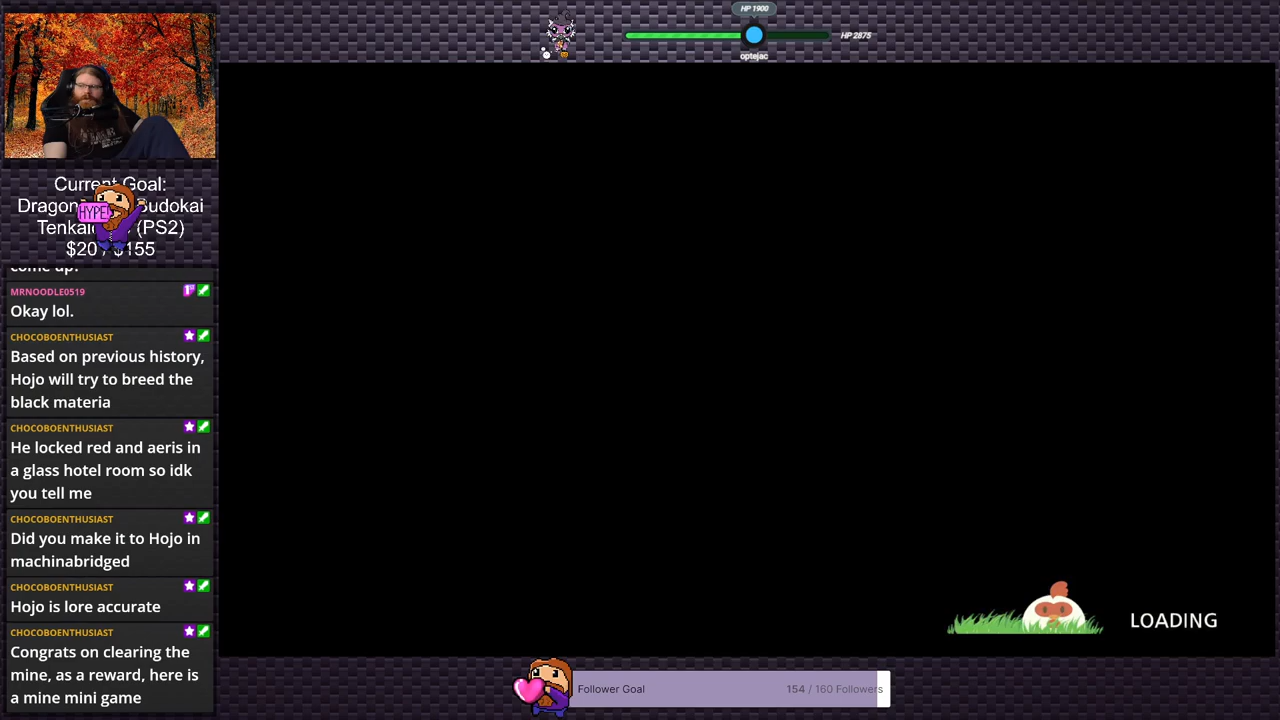 HP 1900
HP 2875
optejac
Current Goal:
Dragon Budokai
Tenkai (PS2)
$20 / $155
HYPE!
come up?
MRNOODLE0519
Okay lol.
CHOCOBOENTHUSIAST
Based on previous history,
Hojo will try to breed the
black materia
CHOCOBOENTHUSIAST
He locked red and aeris in
a glass hotel room so idk
you tell me
CHOCOBOENTHUSIAST
Did you make it to Hojo in
machinabridged
CHOCOBOENTHUSIAST
Hojo is lore accurate
CHOCOBOENTHUSIAST
Congrats on clearing the
mine, as a reward, here is
a mine mini game
LOADING
Follower Goal
154 / 160 Followers